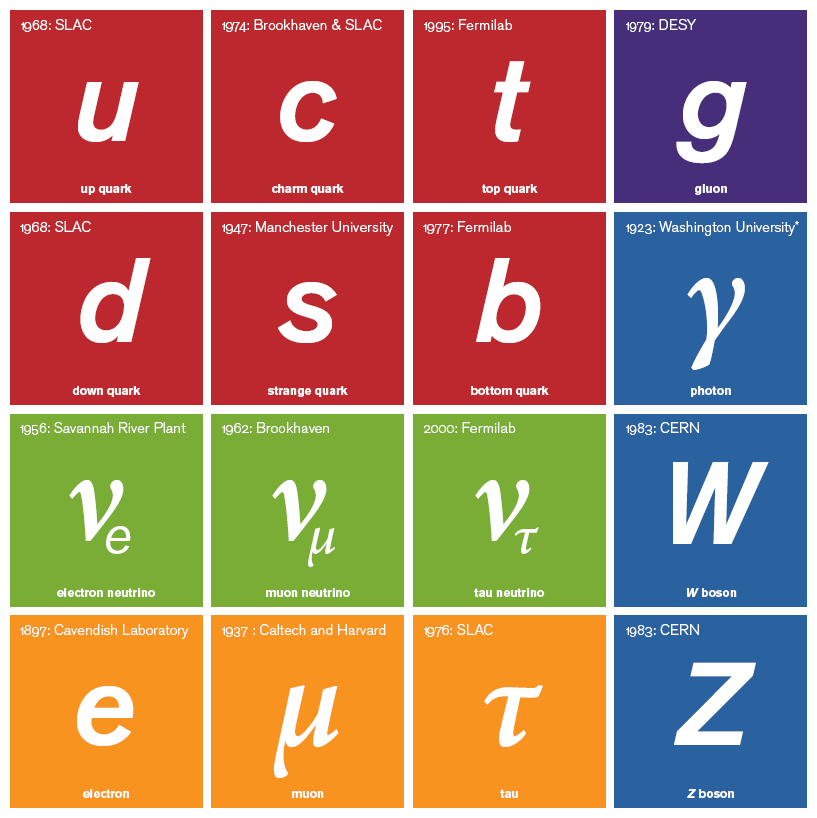 1968: SLAC
u
up quark
1974: Brookhaven & SLAC
c
charm quark
1995: Fermilab
t
top quark
1979: DESY
g
gluon
1968: SLAC
d
down quark
1947: Manchester University
s
strange quark
1977: Fermilab
b
bottom quark
1923: Washington University*
γ
photon
1956: Savannah River Plant
νe
electron neutrino
1962: Brookhaven
νμ
muon neutrino
2000: Fermilab
ντ
tau neutrino
1983: CERN
W
W boson
1897: Cavendish Laboratory
e
electron
1937 : Caltech and Harvard
μ
muon
1976: SLAC
τ
tau
1983: CERN
Z
Z boson